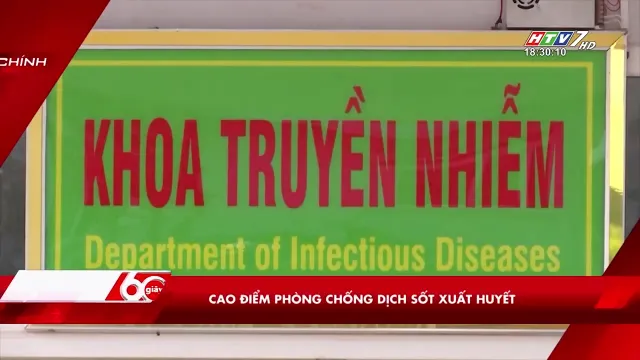 HTV7 HD
18:30:10
CHÍNH
KHOA TRUYỀN NHIỄM
Department of Infectious Diseases
60 giây
CAO ĐIỂM PHÒNG CHỐNG DỊCH SỐT XUẤT HUYẾT